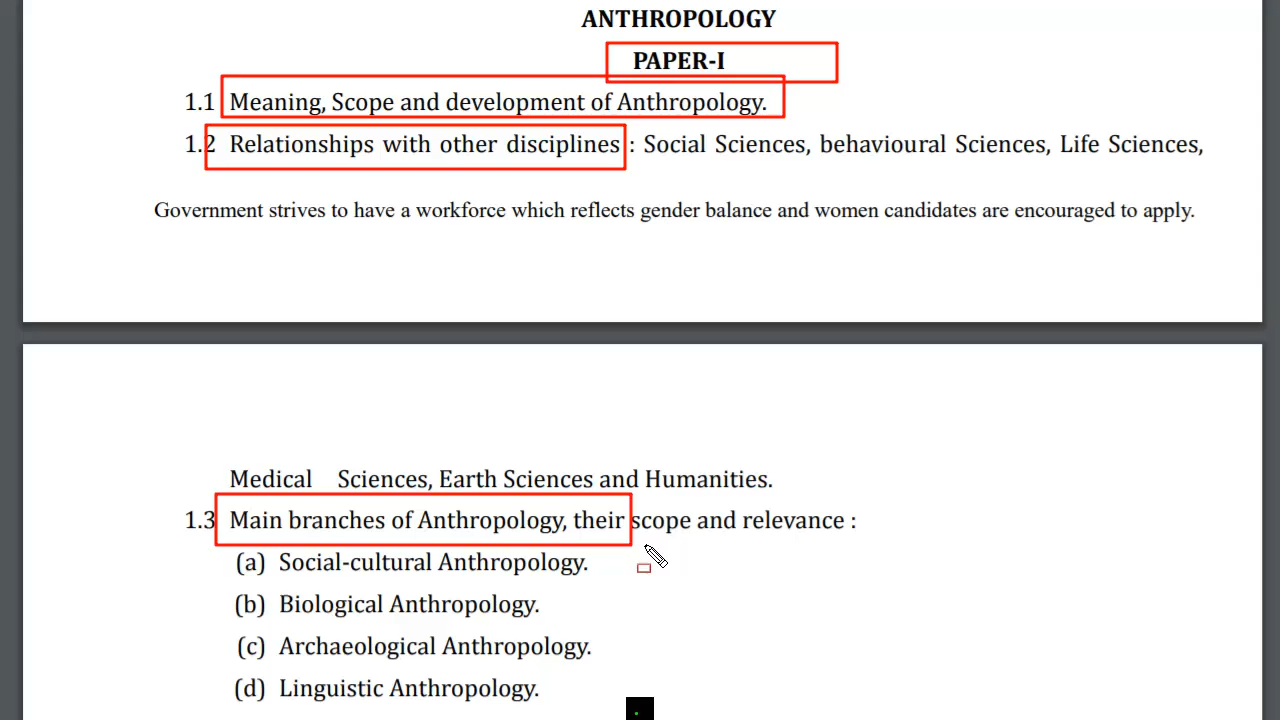 ANTHROPOLOGY
PAPER-I
1.1 Meaning, Scope and development of Anthropology.
1.2 Relationships with other disciplines : Social Sciences, behavioural Sciences, Life Sciences,
Government strives to have a workforce which reflects gender balance and women candidates are encouraged to apply.
Medical Sciences, Earth Sciences and Humanities.
1.3 Main branches of Anthropology, their scope and relevance :
(a) Social-cultural Anthropology.
(b) Biological Anthropology.
(c) Archaeological Anthropology.
(d) Linguistic Anthropology.